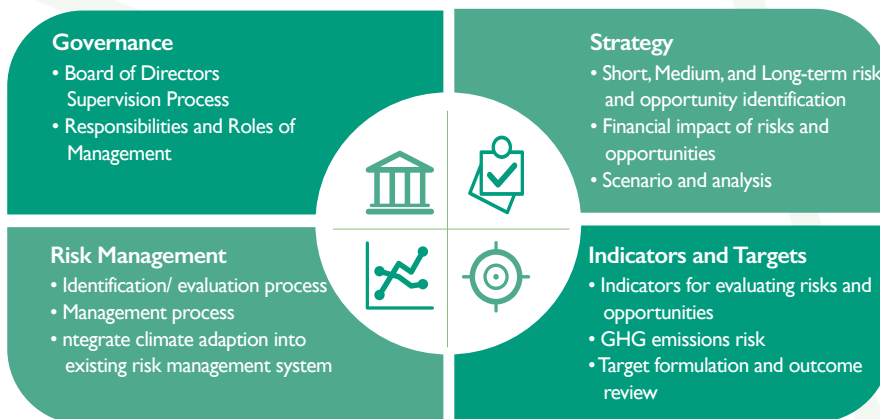 Governance
• Board of Directors
Supervision Process
• Responsibilities and Roles of
Management
Strategy
• Short, Medium, and Long-term risk
and opportunity identification
• Financial impact of risks and
opportunities
• Scenario and analysis
Risk Management
• Identification/ evaluation process
• Management process
• ntegrate climate adaption into
existing risk management system
Indicators and Targets
• Indicators for evaluating risks and
opportunities
• GHG emissions risk
• Target formulation and outcome
review